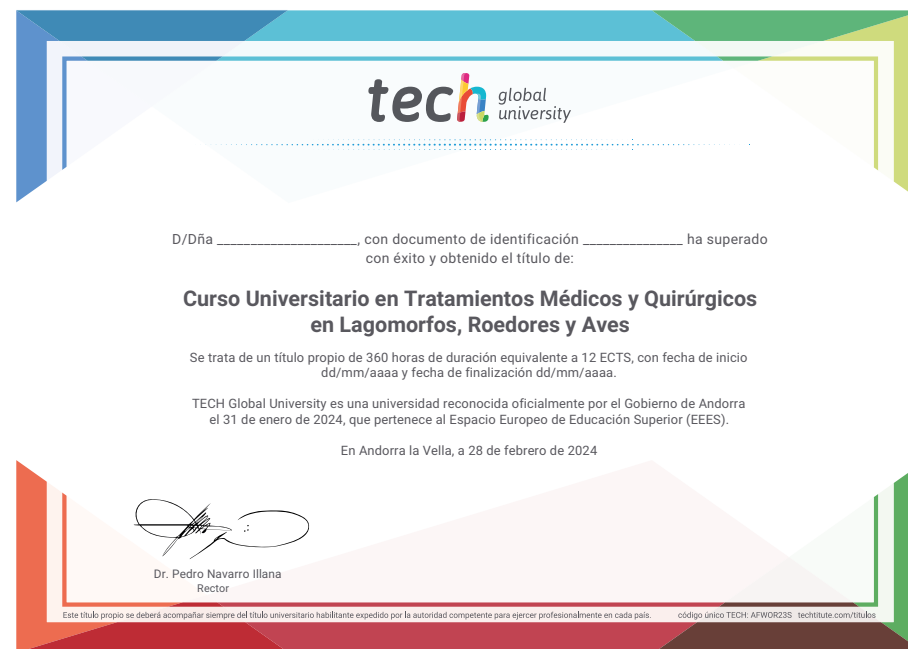 tech global university
D/Dña _____________________, con documento de identificación _______________ ha superado
con éxito y obtenido el título de:
Curso Universitario en Tratamientos Médicos y Quirúrgicos
en Lagomorfos, Roedores y Aves
Se trata de un título propio de 360 horas de duración equivalente a 12 ECTS, con fecha de inicio
dd/mm/aaaa y fecha de finalización dd/mm/aaaa.
TECH Global University es una universidad reconocida oficialmente por el Gobierno de Andorra
el 31 de enero de 2024, que pertenece al Espacio Europeo de Educación Superior (EEES).
En Andorra la Vella, a 28 de febrero de 2024
Dr. Pedro Navarro Illana
Rector
Este título propio se deberá acompañar siempre del título universitario habilitante expedido por la autoridad competente para ejercer profesionalmente en cada país. código único TECH: AFWOR23S techtitute.com/titulos